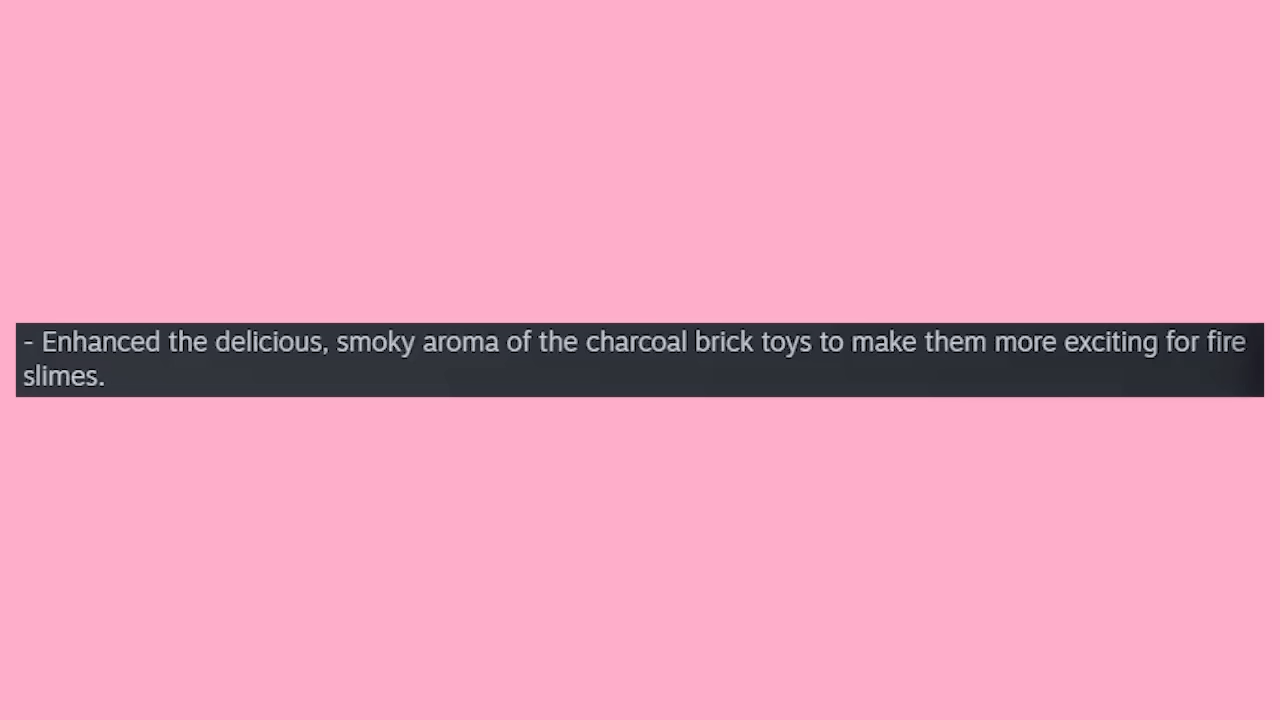 - Enhanced the delicious, smoky aroma of the charcoal brick toys to make them more exciting for fire
slimes.